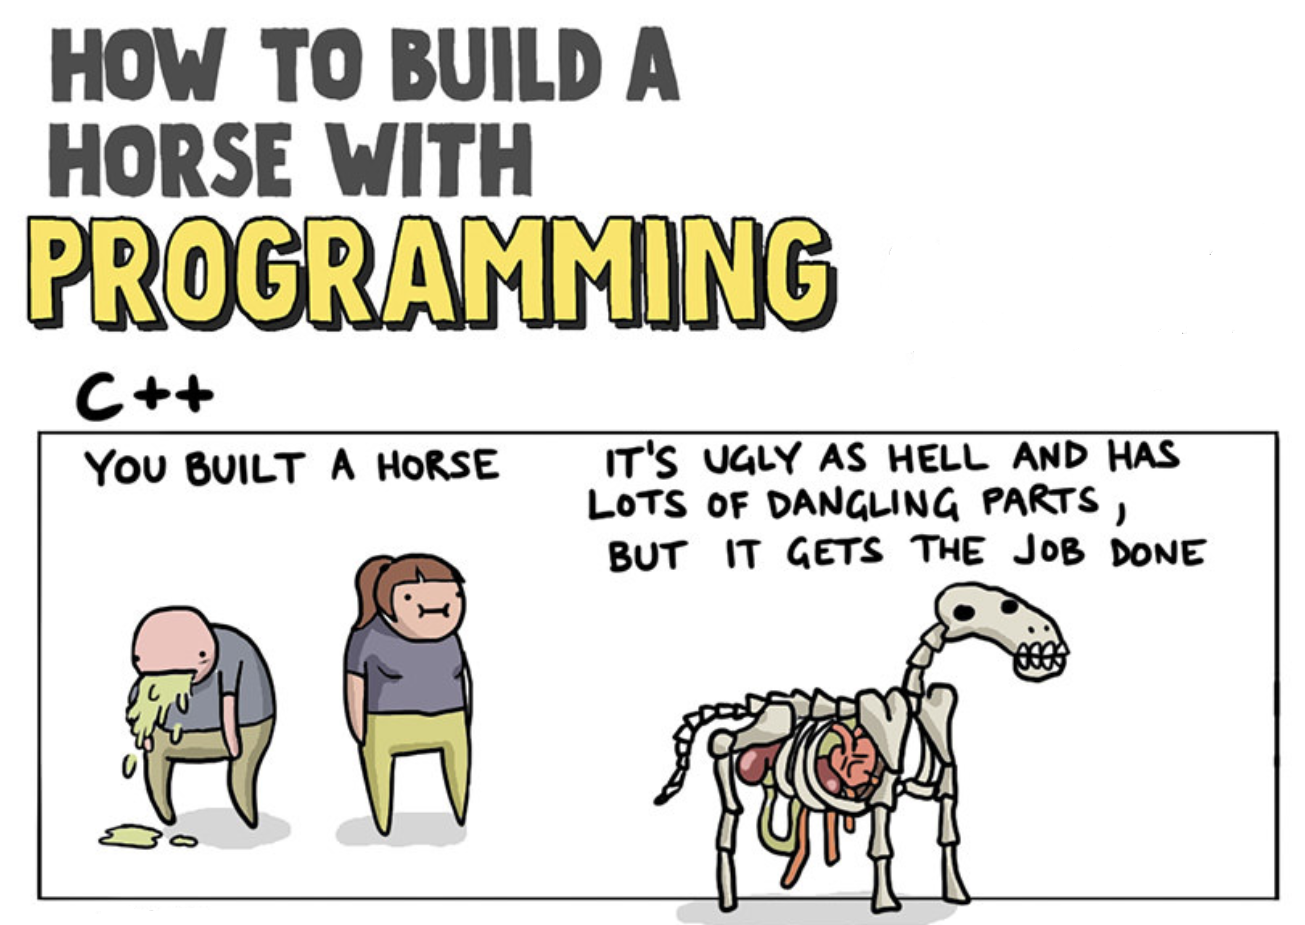 HOW TO BUILD A
HORSE WITH
PROGRAMMING
C++
YOU BUILT A HORSE
IT'S UGLY AS HELL AND HAS
LOTS OF DANGLING PARTS,
BUT IT GETS THE JOB DONE